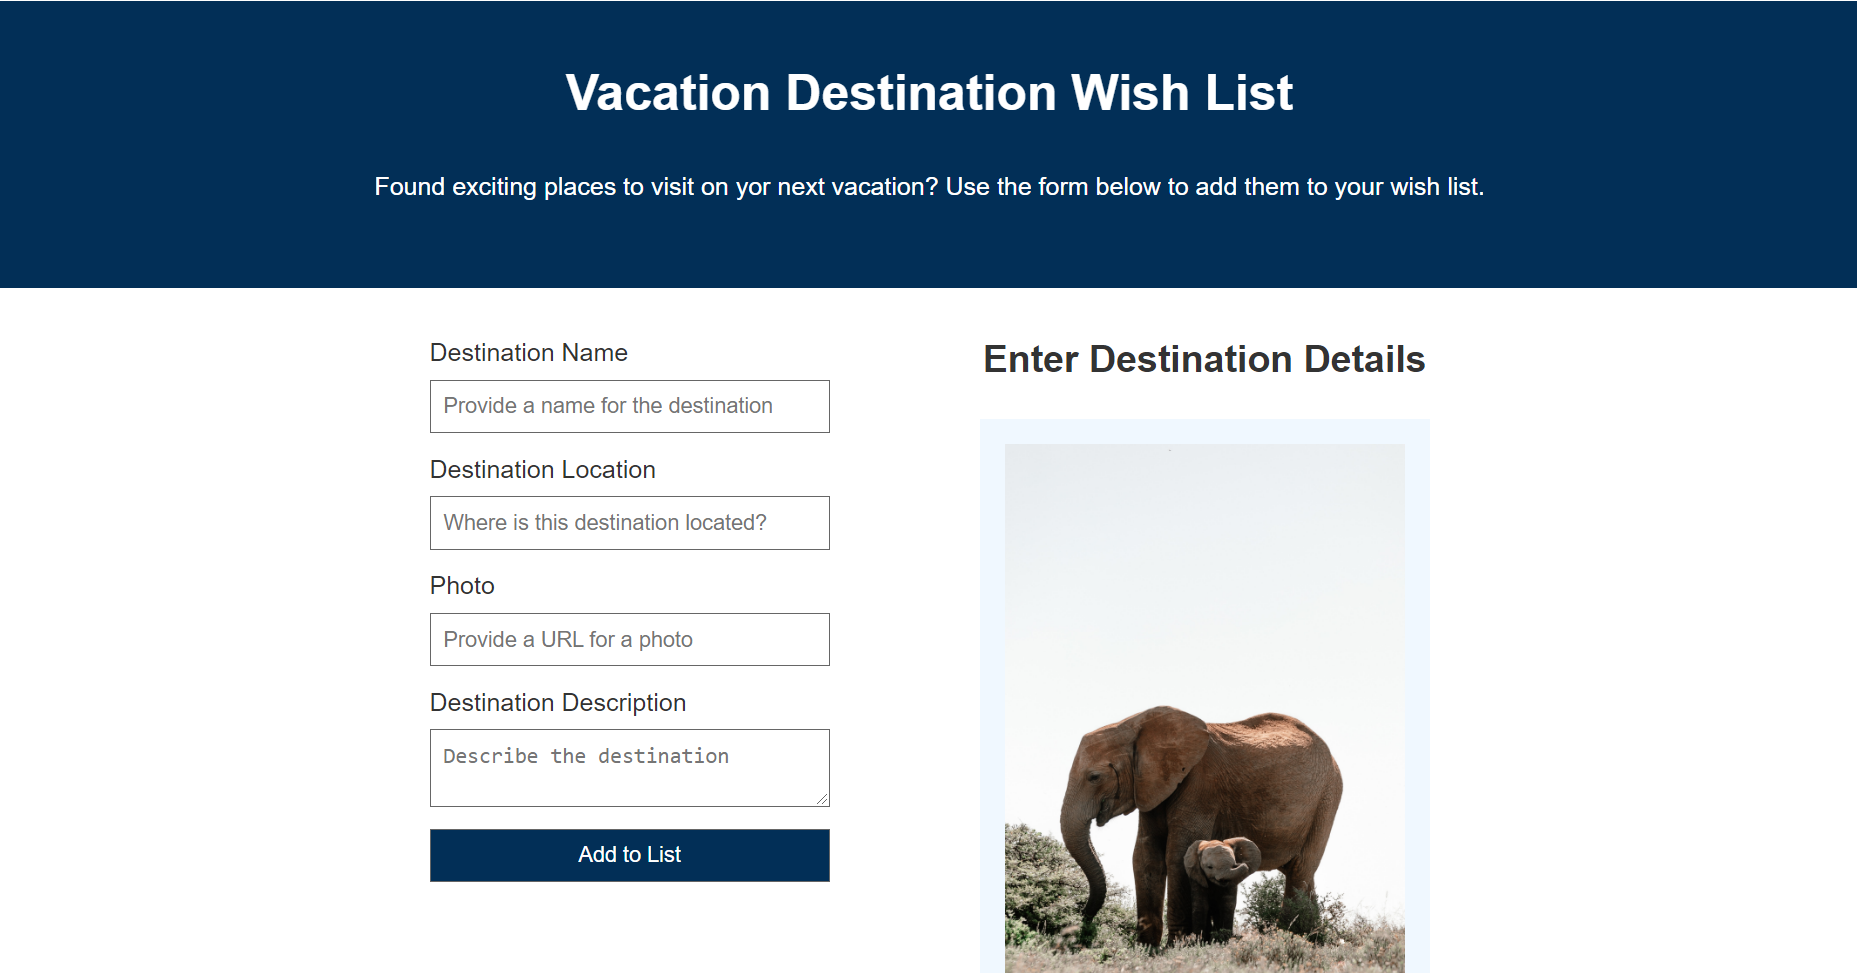 Vacation Destination Wish List
Found exciting places to visit on yor next vacation? Use the form below to add them to your wish list.
Destination Name
Provide a name for the destination
Destination Location
Where is this destination located?
Photo
Provide a URL for a photo
Destination Description
Describe the destination
Add to List
Enter Destination Details